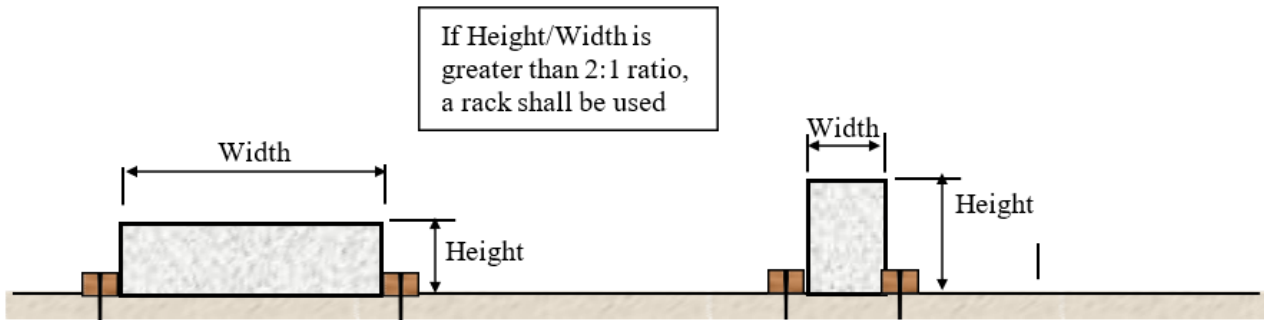 If Height/Width is
greater than 2:1 ratio,
a rack shall be used
Width
Height
Width
Height